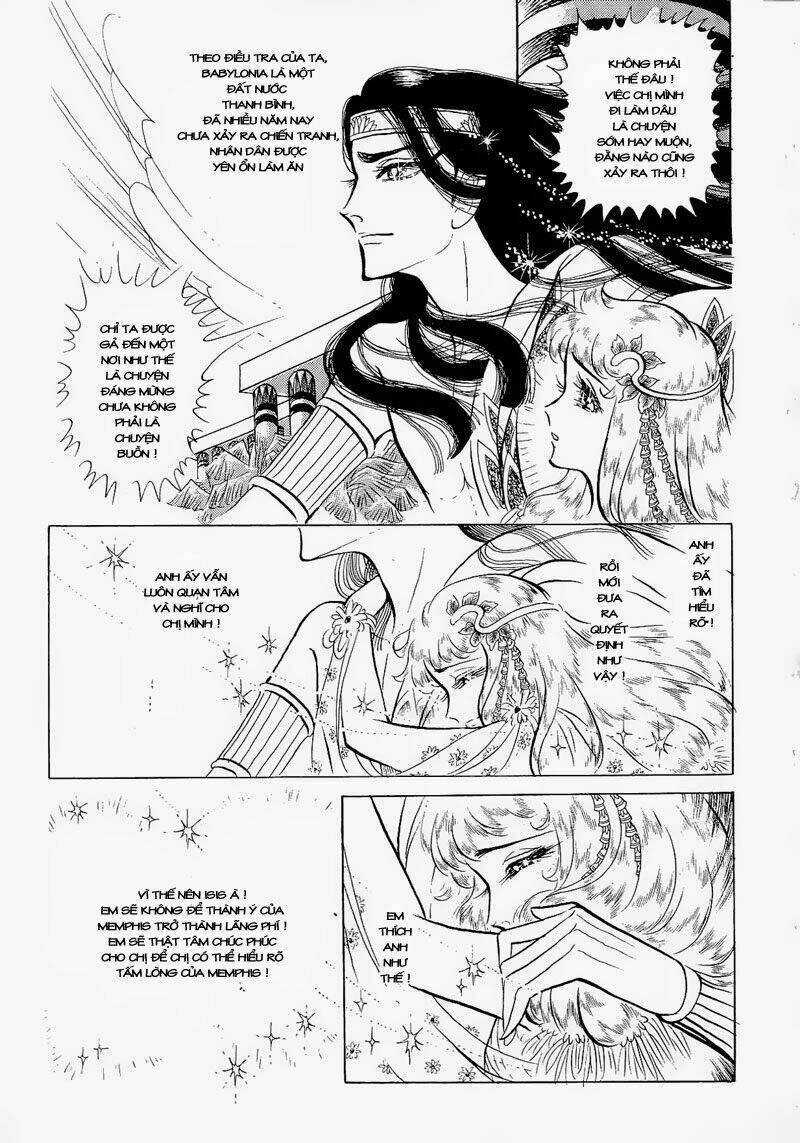 KHÔNG PHẢI
THẾ ĐÂU !
VIỆC CHỊ MÌNH
ĐI LÀM DÂU
LÀ CHUYỆN
SỚM HAY MUỘN,
ĐẰNG NÀO CŨNG
XẢY RA THÔI !
THEO ĐIỀU TRA CỦA TA,
BABYLONIA LÀ MỘT
ĐẤT NƯỚC
THANH BÌNH,
ĐÃ NHIỀU NĂM NAY
CHƯA XẢY RA CHIẾN TRANH,
NHÂN DÂN ĐƯỢC
YÊN ỔN LÀM ĂN
CHỊ TA ĐƯỢC
GẢ ĐẾN MỘT
NƠI NHƯ THẾ
LÀ CHUYỆN
ĐÁNG MỪNG
CHƯA KHÔNG
PHẢI LÀ
CHUYỆN
BUỒN !
ANH
ẤY
ĐÃ
TÌM
HIỂU
RÕ !
RỒI
MỚI
ĐƯA
RA
QUYẾT
ĐỊNH
NHƯ
VẬY !
ANH ẤY VẪN
LUÔN QUAN TÂM
VÀ NGHĨ CHO
CHỊ MÌNH !
EM
THÍCH
ANH
NHƯ
THẾ !
VÌ THẾ NÊN ISIS À !
EM SẼ KHÔNG ĐỂ THÀNH Ý CỦA
MEMPHIS TRỞ THÀNH LÃNG PHÍ !
EM SẼ THẬT TÂM CHÚC PHÚC
CHO CHỊ ĐỂ CHỊ CÓ THỂ HIỂU RÕ
TẤM LÒNG CỦA MEMPHIS !